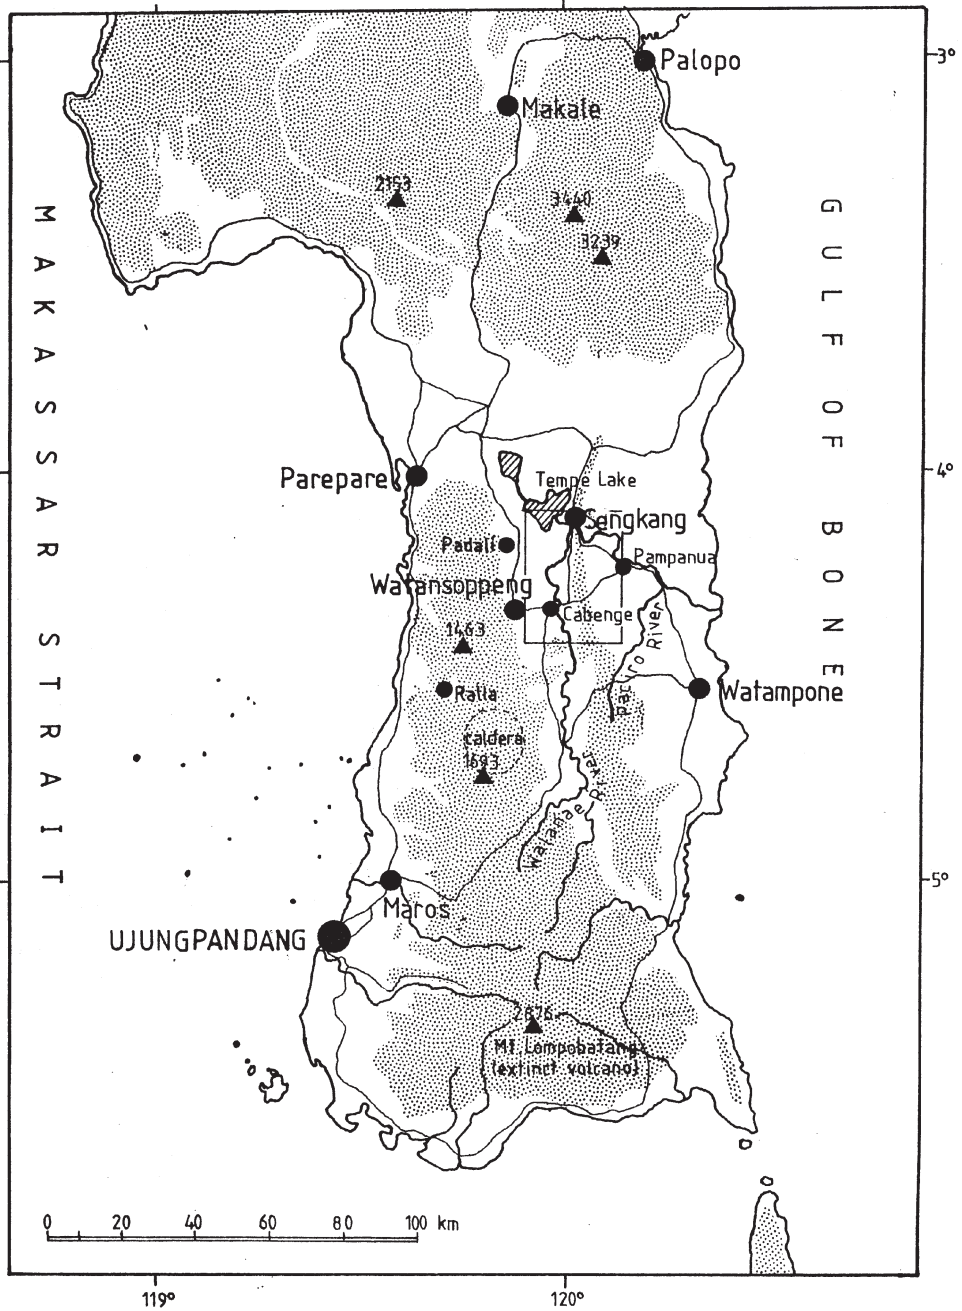 3°
Palopo
Makale
2153
3440
3239
MAKASSAR STRAIT
GULF OF BONE
4°
Parepare
Tempe Lake
Sengkang
Padali
Pampanua
Watansoppeng
Cabenge
1463
Paciro River
Ralla
Watampone
caldera
1693
Walanae River
5°
Maros
UJUNGPANDANG
2876
Mt. Lompobatang
(extinct volcano)
0 20 40 60 80 100 km
119° 120°